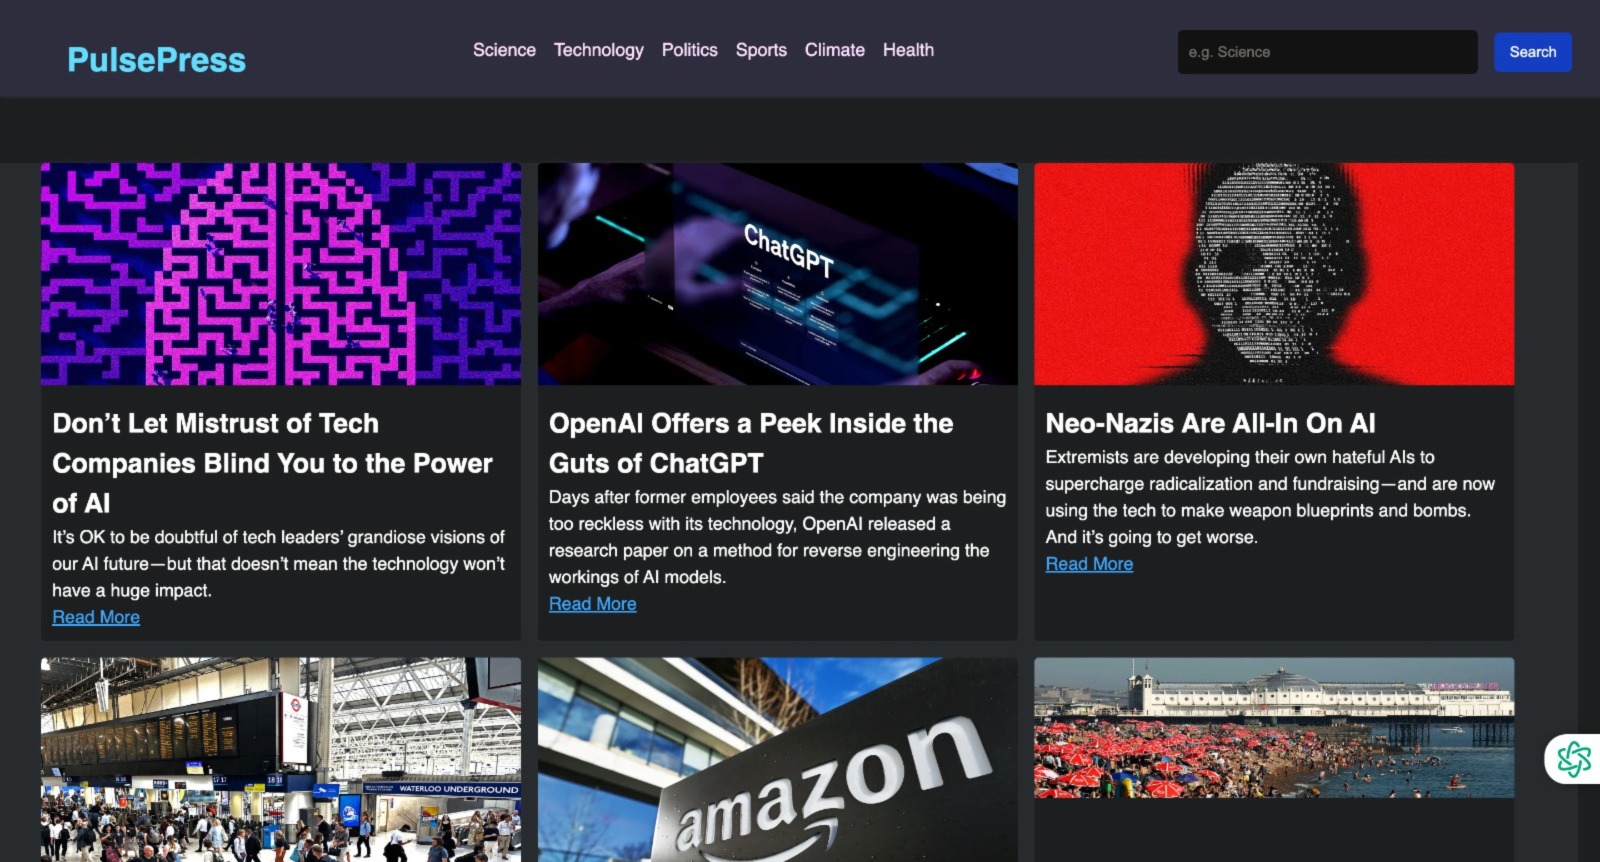 PulsePress
Science Technology Politics Sports Climate Health
e.g. Science
Search
ChatGPT
Don’t Let Mistrust of Tech
Companies Blind You to the Power
of AI
It’s OK to be doubtful of tech leaders’ grandiose visions of
our AI future—but that doesn’t mean the technology won’t
have a huge impact.
Read More
OpenAI Offers a Peek Inside the
Guts of ChatGPT
Days after former employees said the company was being
too reckless with its technology, OpenAI released a
research paper on a method for reverse engineering the
workings of AI models.
Read More
Neo-Nazis Are All-In On AI
Extremists are developing their own hateful AIs to
supercharge radicalization and fundraising—and are now
using the tech to make weapon blueprints and bombs.
And it’s going to get worse.
Read More
WATERLOO UNDERGROUND
amazon